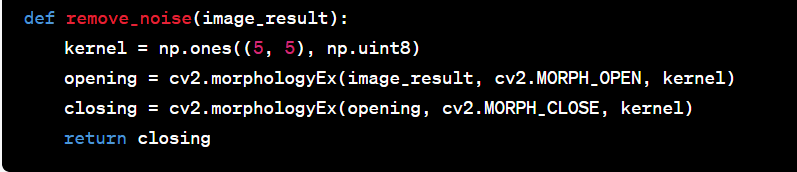 def remove_noise(image_result):
    kernel = np.ones((5, 5), np.uint8)
    opening = cv2.morphologyEx(image_result, cv2.MORPH_OPEN, kernel)
    closing = cv2.morphologyEx(opening, cv2.MORPH_CLOSE, kernel)
    return closing